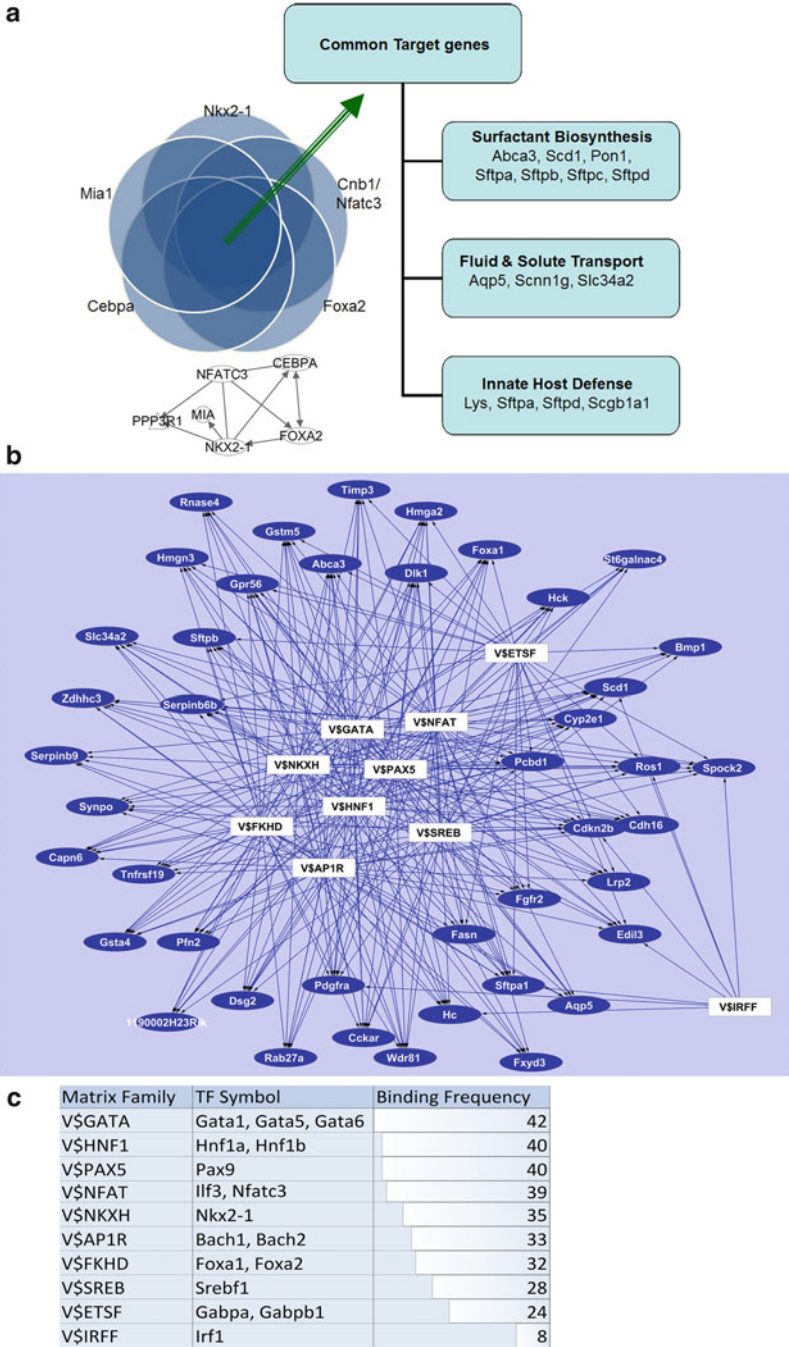 a
Common Target genes
Nkx2-1
Mia1
Cnb1/
Nfatc3
Cebpa
Foxa2
Surfactant Biosynthesis
Abca3, Scd1, Pon1,
Sftpa, Sftpb, Sftpc, Sftpd
Fluid & Solute Transport
Aqp5, Scnn1g, Slc34a2
Innate Host Defense
Lys, Sftpa, Sftpd, Scgb1a1
CEBPA
NFATC3
MIA
PPP3R1
FOXA2
NKX2-1
b
Timp3
Rnase4
Hmga2
Gstm5
Foxa1
Hmgn3
Abca3
Dlk1
St6galnac4
Gpr56
Hck
Slc34a2
Sftpb
Bmp1
V$ETSF
Scd1
Zdhhc3
Serpinb6b
Cyp2e1
V$NFAT
V$GATA
Serpinb9
Pcbd1
Ros1
Spock2
V$NKXH
V$PAX5
Synpo
V$HNF1
V$FKHD
V$SREB
Cdkn2b
Cdh16
Capn6
V$AP1R
Tnfrsf19
Lrp2
Fgfr2
Gsta4
Pfn2
Fasn
Edil3
Pdgfra
Sftpa1
Dsg2
Aqp5
V$IRFF
Hc
1190002H23Rik
Cckar
Rab27a
Wdr81
Fxyd3
c
Matrix Family TF Symbol Binding Frequency
V$GATA Gata1, Gata5, Gata6 42
V$HNF1 Hnf1a, Hnf1b 40
V$PAX5 Pax9 40
V$NFAT Ilf3, Nfatc3 39
V$NKXH Nkx2-1 35
V$AP1R Bach1, Bach2 33
V$FKHD Foxa1, Foxa2 32
V$SREB Srebf1 28
V$ETSF Gabpa, Gabpb1 24
V$IRFF Irf1 8